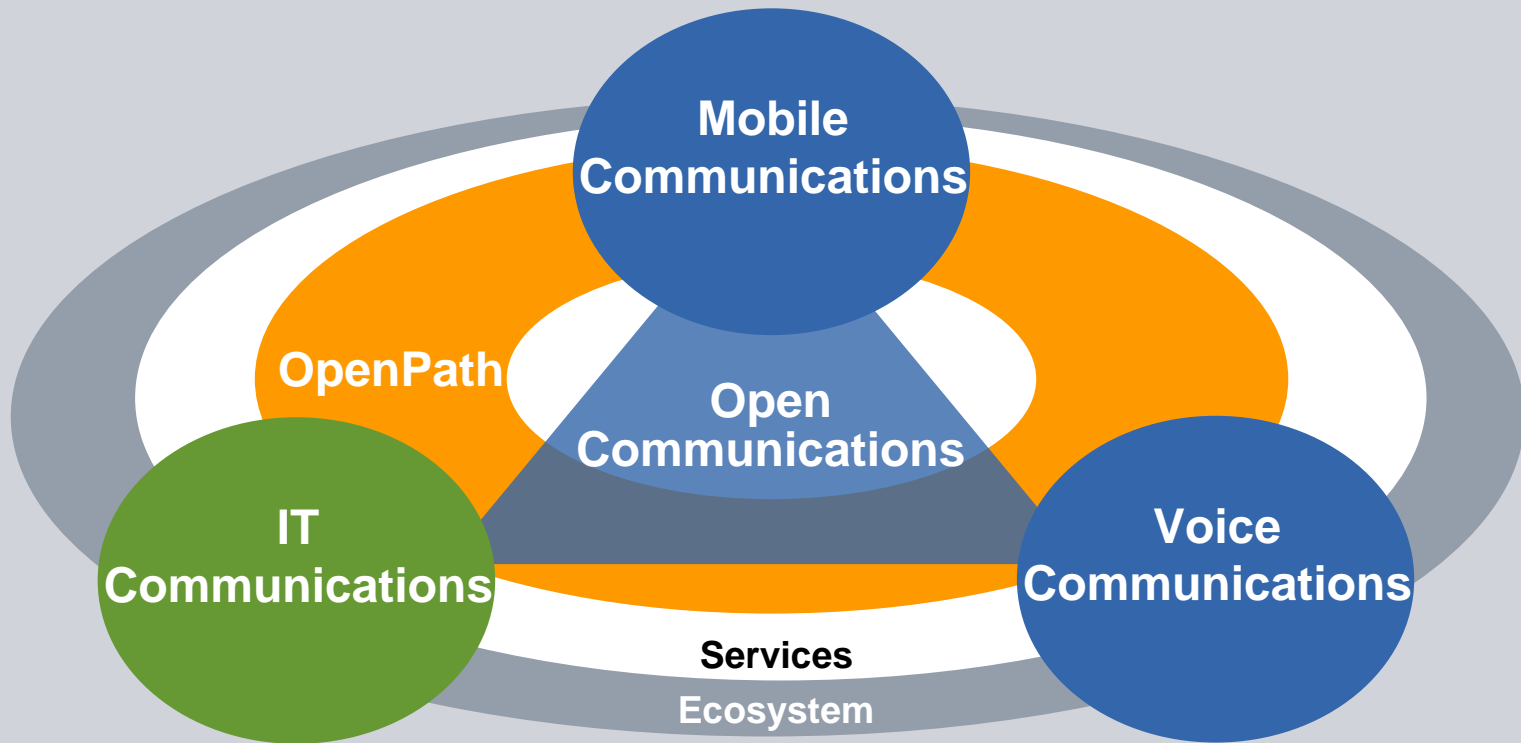 Mobile
Communications
OpenPath
Open
Communications
IT
Communications
Voice
Communications
Services
Ecosystem